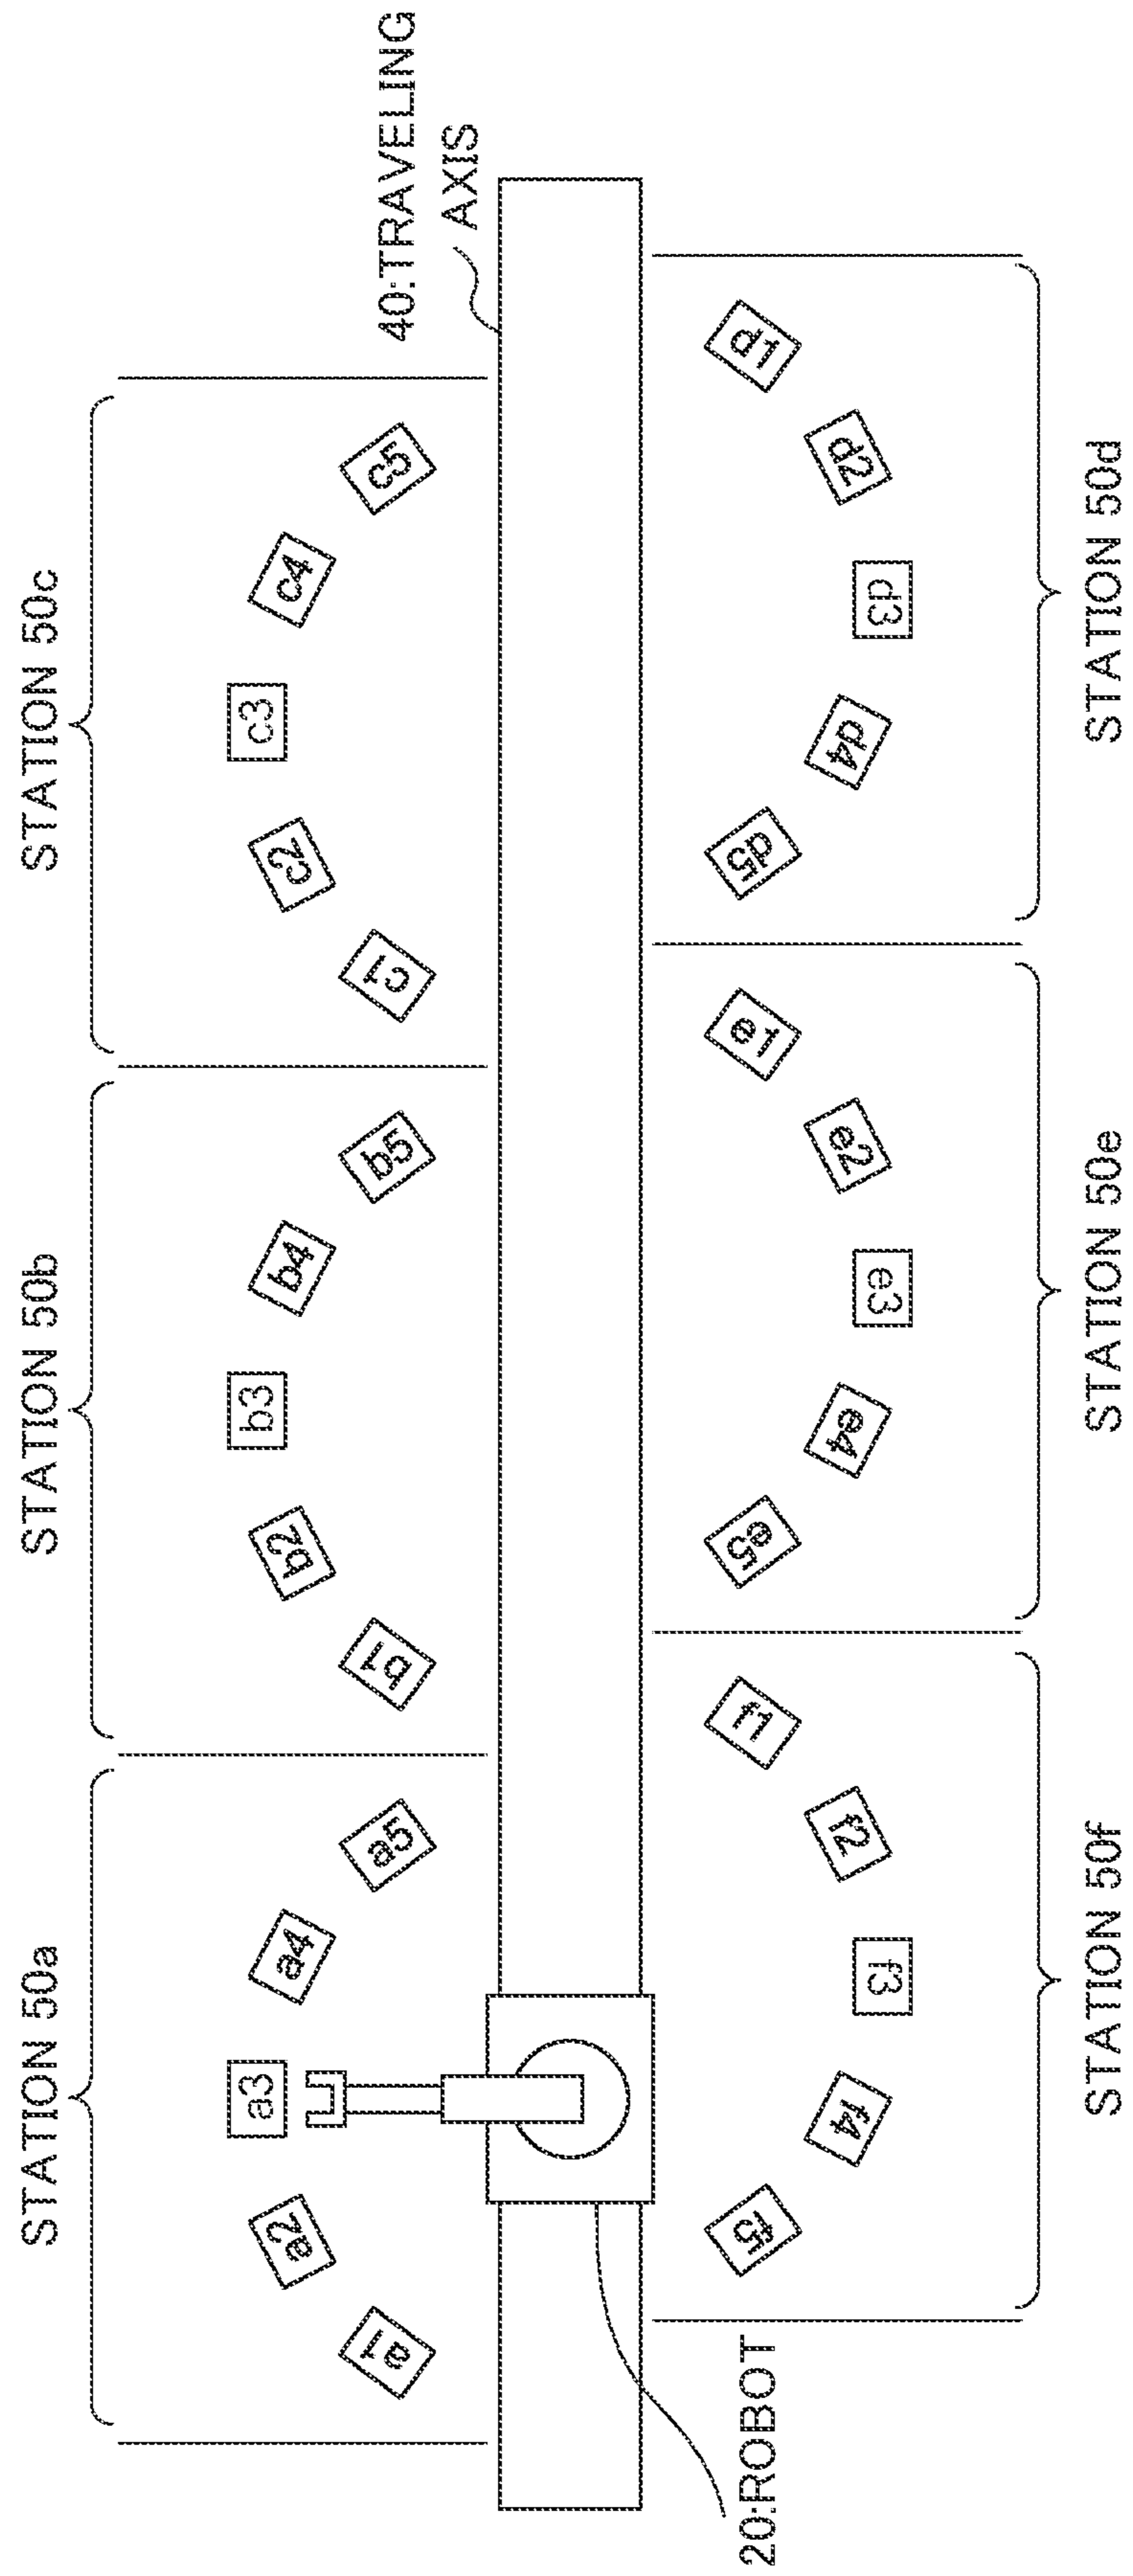 STATION 50a
STATION 50b
STATION 50c
a1
a2
a3
a4
a5
b1
b2
b3
b4
b5
c1
c2
c3
c4
c5
40:TRAVELING
AXIS
20:ROBOT
f5
f4
f3
f2
f1
e5
e4
e3
e2
e1
d5
d4
d3
d2
d1
STATION 50f
STATION 50e
STATION 50d